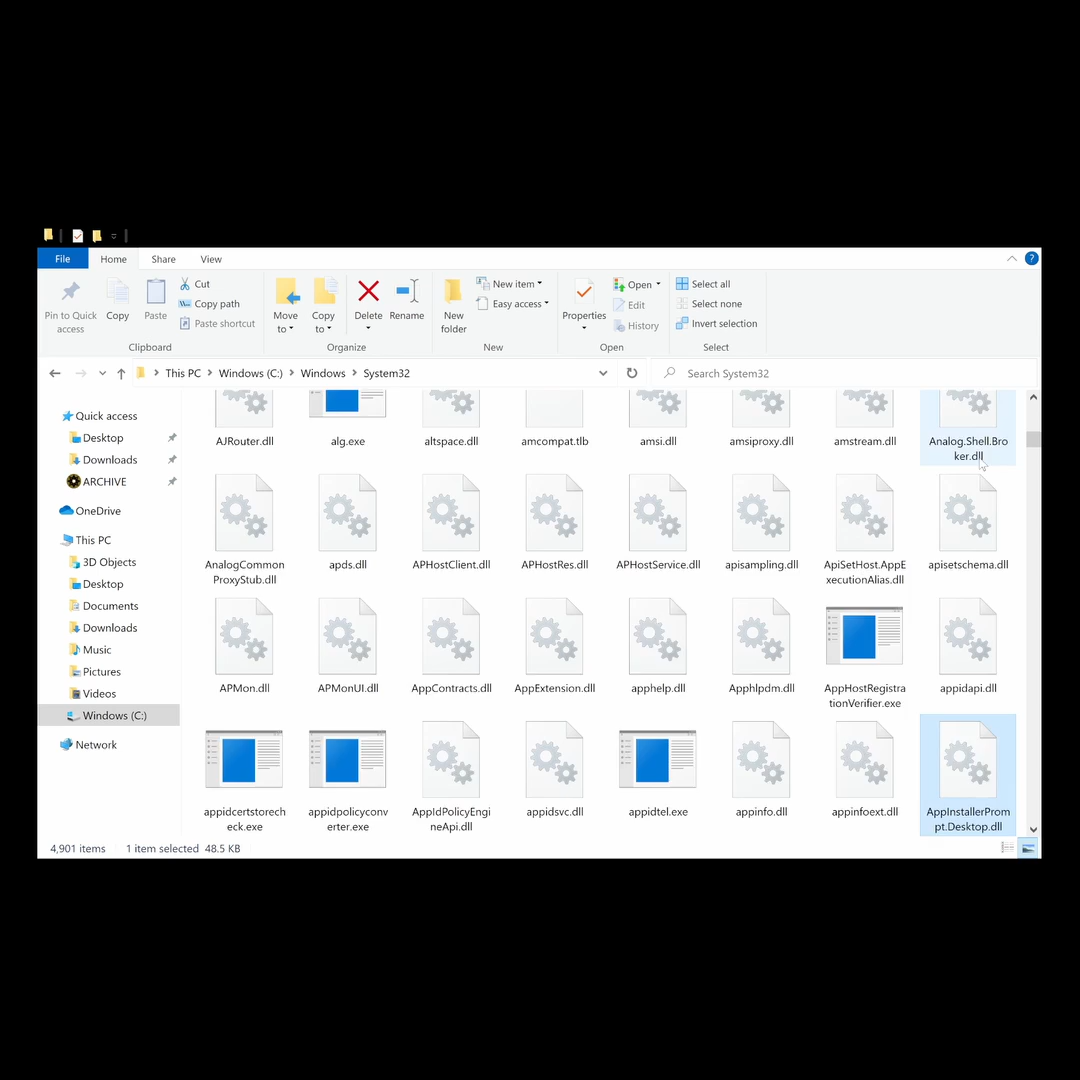 File Home Share View
Pin to Quick access
Copy
Paste
Cut
Copy path
Paste shortcut
Clipboard
Move to
Copy to
Delete
Rename
Organize
New folder
New item
Easy access
New
Properties
Open
Edit
History
Open
Select all
Select none
Invert selection
Select
This PC > Windows (C:) > Windows > System32
Search System32
Quick access
Desktop
Downloads
ARCHIVE
OneDrive
This PC
3D Objects
Desktop
Documents
Downloads
Music
Pictures
Videos
Windows (C:)
Network
AJRouter.dll
alg.exe
altspace.dll
amcompat.tlb
amsi.dll
amsiproxy.dll
amstream.dll
Analog.Shell.Bro
ker.dll
AnalogCommon
ProxyStub.dll
apds.dll
APHostClient.dll
APHostRes.dll
APHostService.dll
apisampling.dll
ApiSetHost.AppE
xecutionAlias.dll
apisetschema.dll
APMon.dll
APMonUI.dll
AppContracts.dll
AppExtension.dll
apphelp.dll
Apphlpdm.dll
AppHostRegistra
tionVerifier.exe
appidapi.dll
appidcertstorech
eck.exe
appidpolicyconv
erter.exe
AppIdPolicyEngi
neApi.dll
appidsvc.dll
appidtel.exe
appinfo.dll
appinfoext.dll
AppInstallerProm
pt.Desktop.dll
4,901 items 1 item selected 48.5 KB